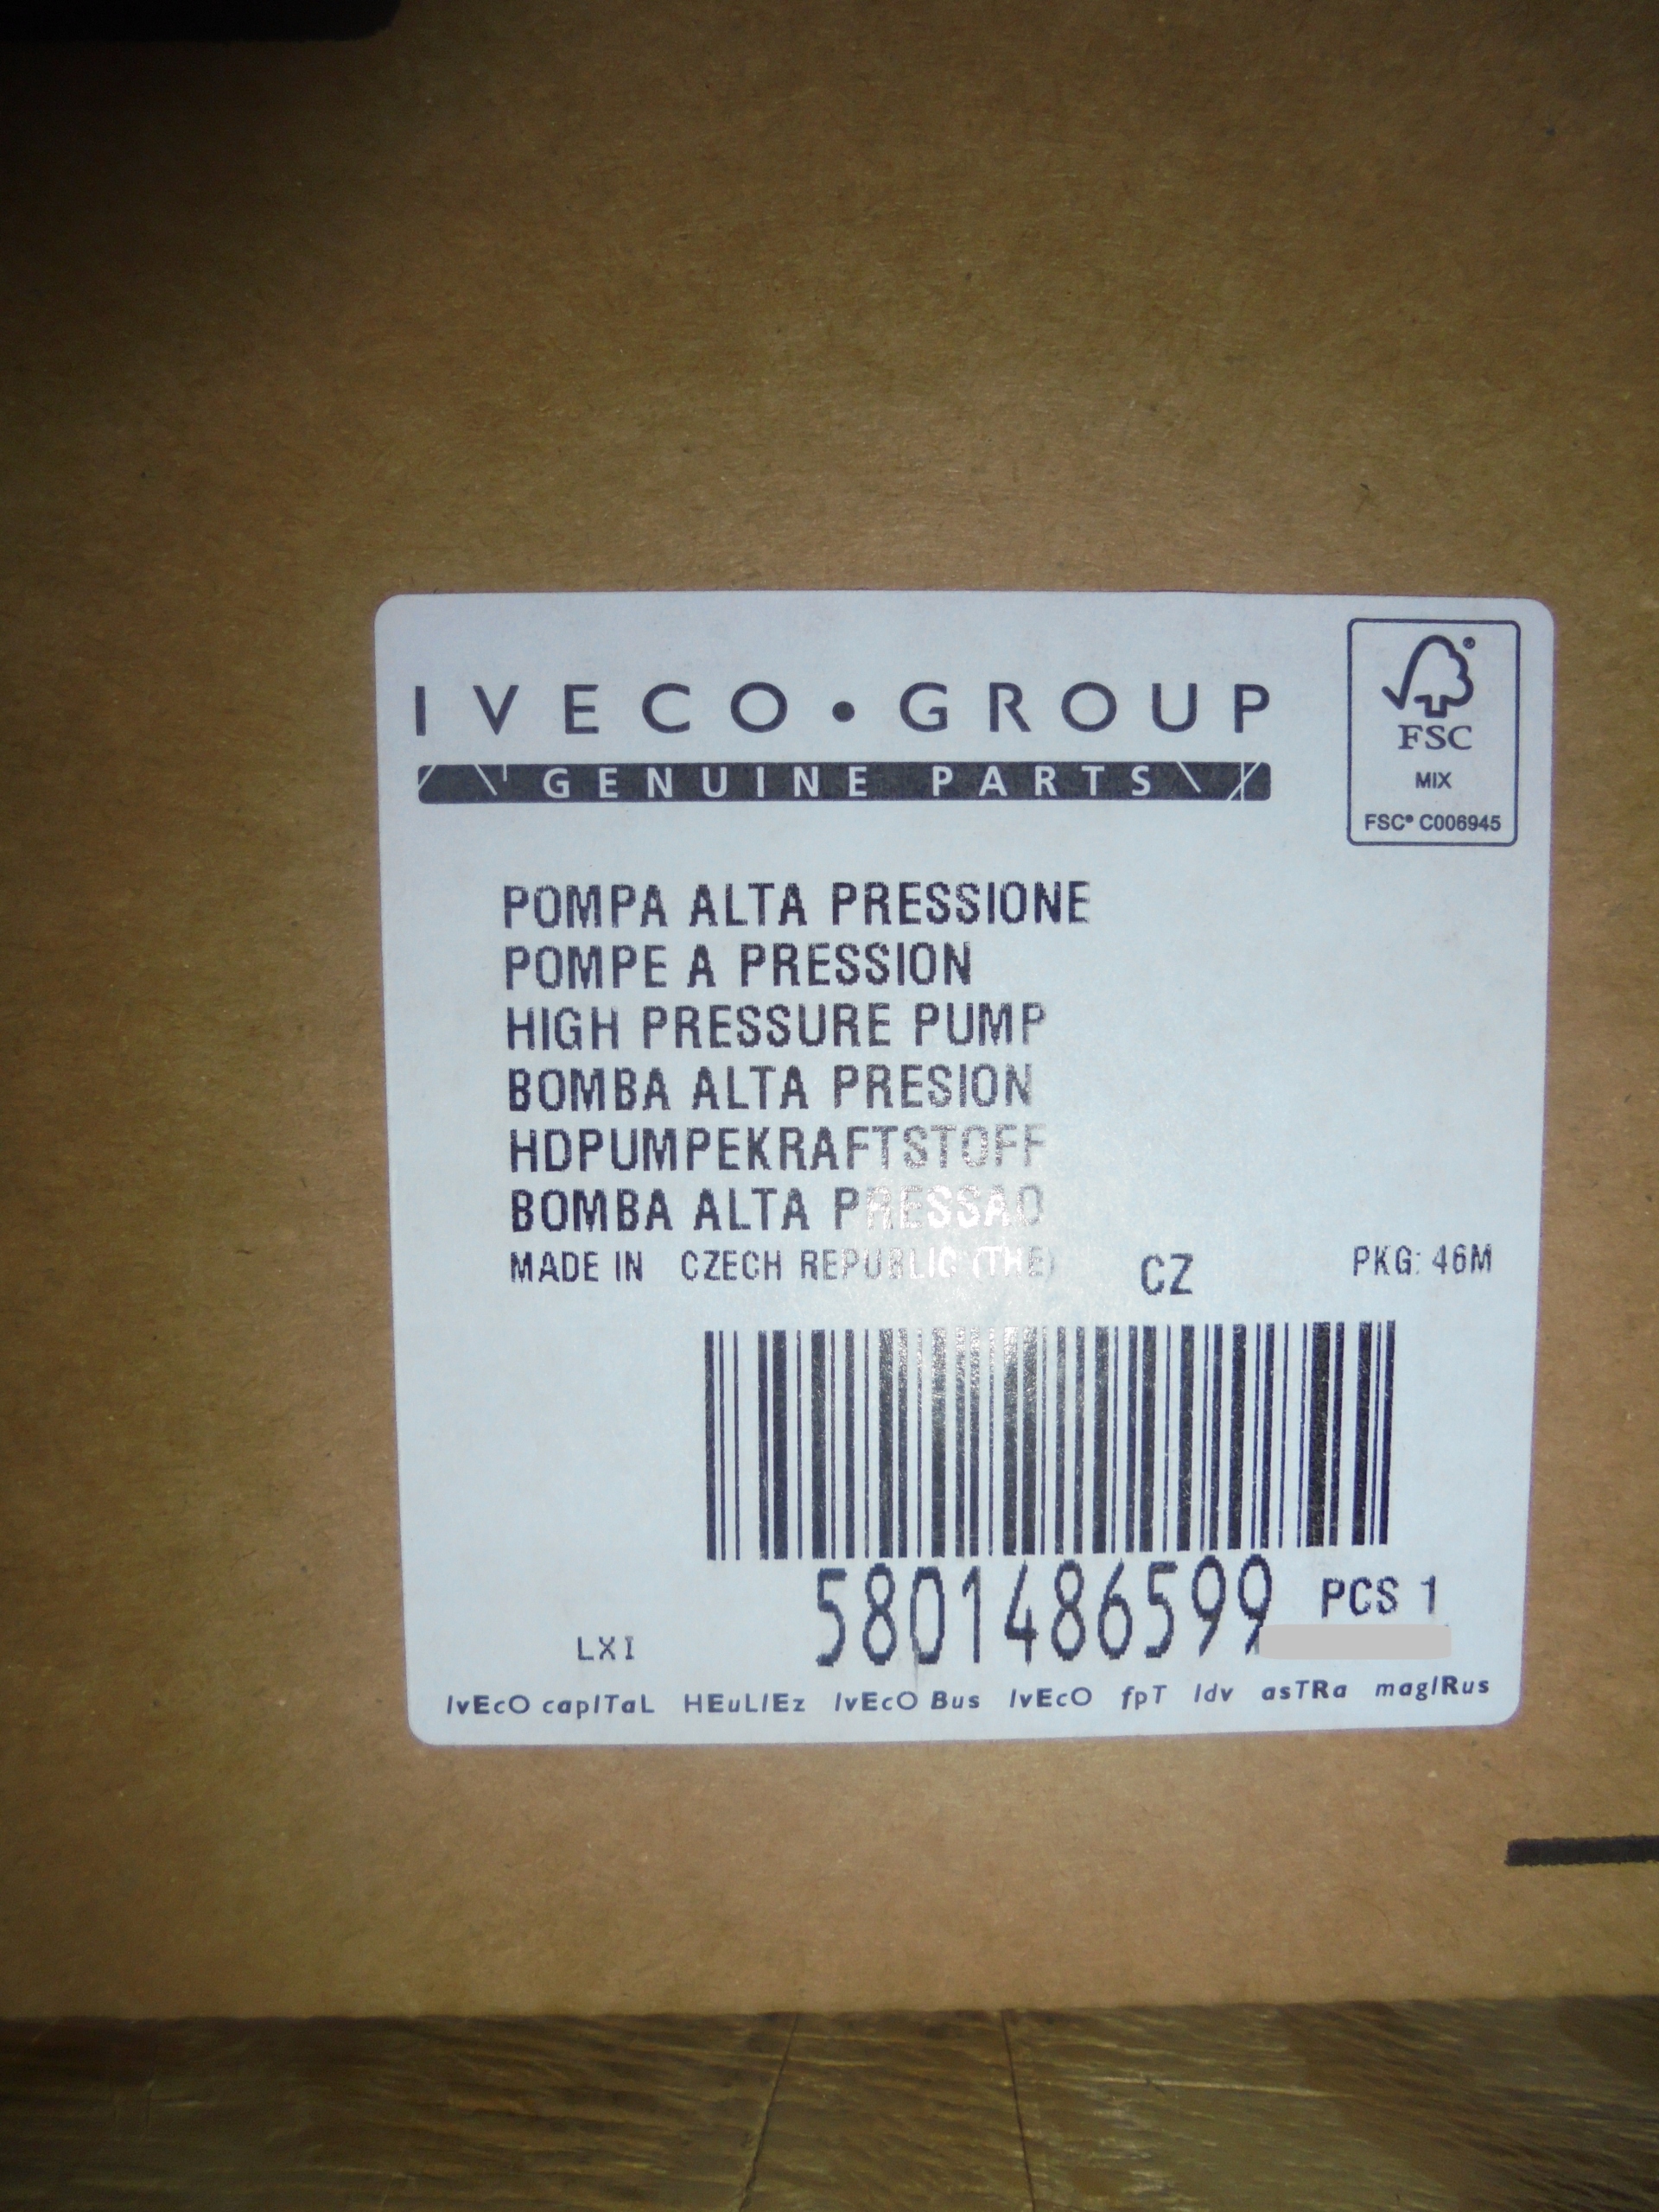 IVECO • GROUP
GENUINE PARTS
FSC
MIX
FSC® C006945
POMPA ALTA PRESSIONE
POMPE A PRESSION
HIGH PRESSURE PUMP
BOMBA ALTA PRESION
HDPUMPEKRAFTSTOFF
BOMBA ALTA PRESSAO
MADE IN CZECH REPUBLIC (THE) CZ PKG: 46M
5801486599 PCS 1
LXI
IvEcO capITaL HEuLIEz IvEcO Bus IvEcO fpT Idv asTRa magIRus